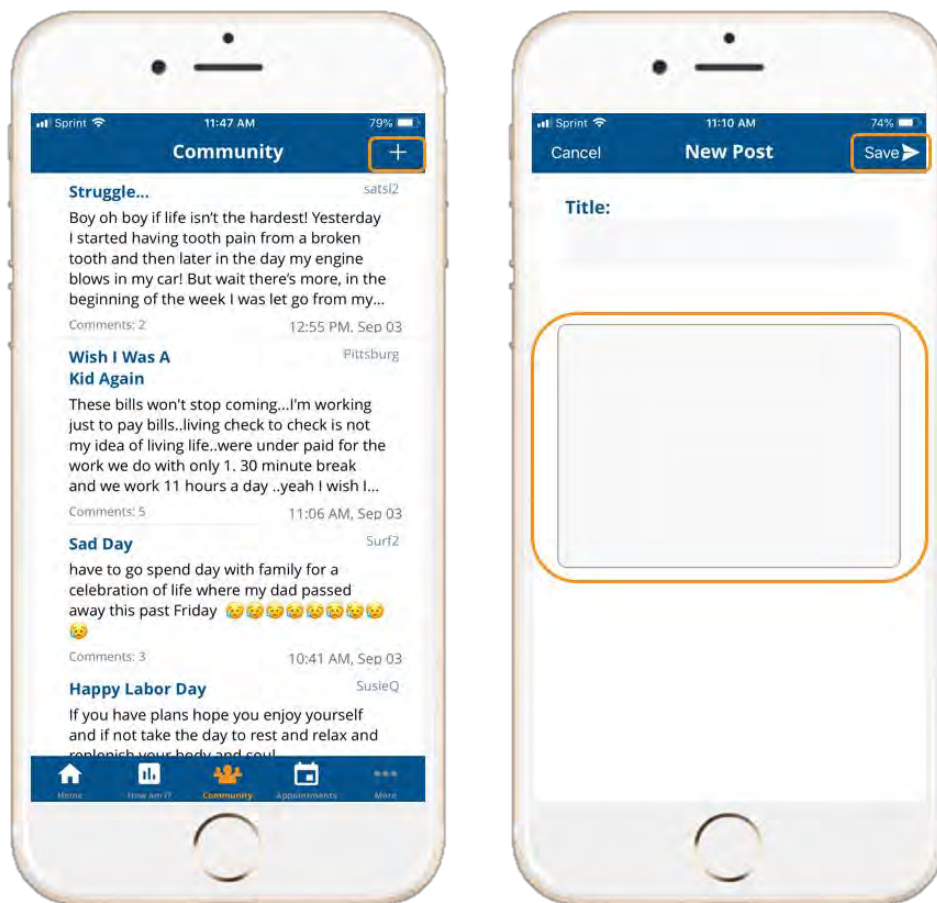 Sprint
11:47 AM
79%
Community
+
Struggle...
satsi2
Boy oh boy if life isn't the hardest! Yesterday
I started having tooth pain from a broken
tooth and then later in the day my engine
blows in my car! But wait there's more, in the
beginning of the week I was let go from my...
Comments: 2
12:55 PM, Sep 03
Wish I Was A
Kid Again
Pittsburg
These bills won't stop coming...I'm working
just to pay bills..living check to check is not
my idea of living life..were under paid for the
work we do with only 1. 30 minute break
and we work 11 hours a day ..yeah I wish I...
Comments: 5
11:06 AM, Sep 03
Sad Day
Surf2
have to go spend day with family for a
celebration of life where my dad passed
away this past Friday 😥😥😥😥😥😥😥😥
😥
Comments: 3
10:41 AM, Sep 03
Happy Labor Day
SusieQ
If you have plans hope you enjoy yourself
and if not take the day to rest and relax and
replenish your body and soul
Home
How am I?
Community
Appointments
More
Sprint
11:10 AM
74%
Cancel
New Post
Save
Title: